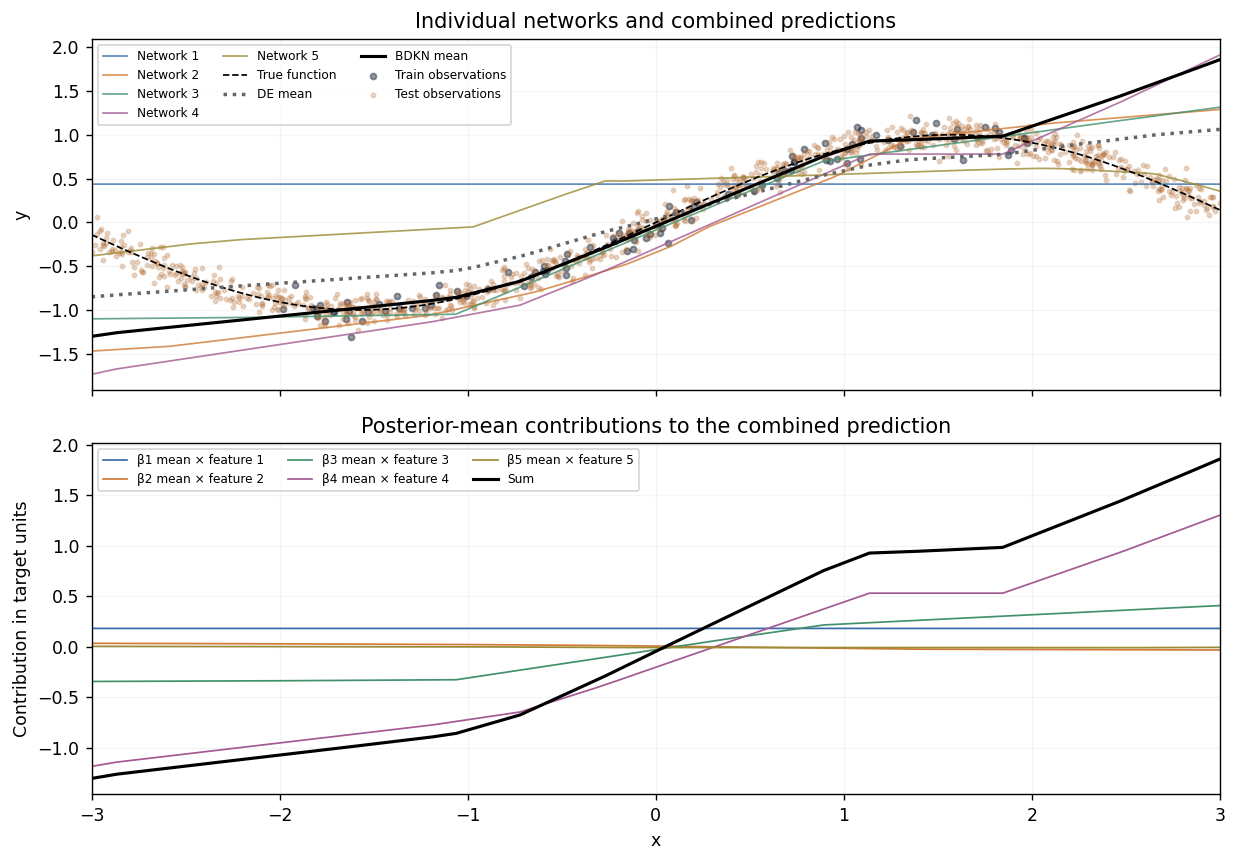 Individual networks and combined predictions
Network 1
Network 2
Network 3
Network 4
Network 5
True function
DE mean
BDKN mean
Train observations
Test observations
2.0
1.5
1.0
0.5
0.0
−0.5
−1.0
−1.5
y
Posterior-mean contributions to the combined prediction
β1 mean × feature 1
β2 mean × feature 2
β3 mean × feature 3
β4 mean × feature 4
β5 mean × feature 5
Sum
2.0
1.5
1.0
0.5
0.0
−0.5
−1.0
Contribution in target units
−3 −2 −1 0 1 2 3
x